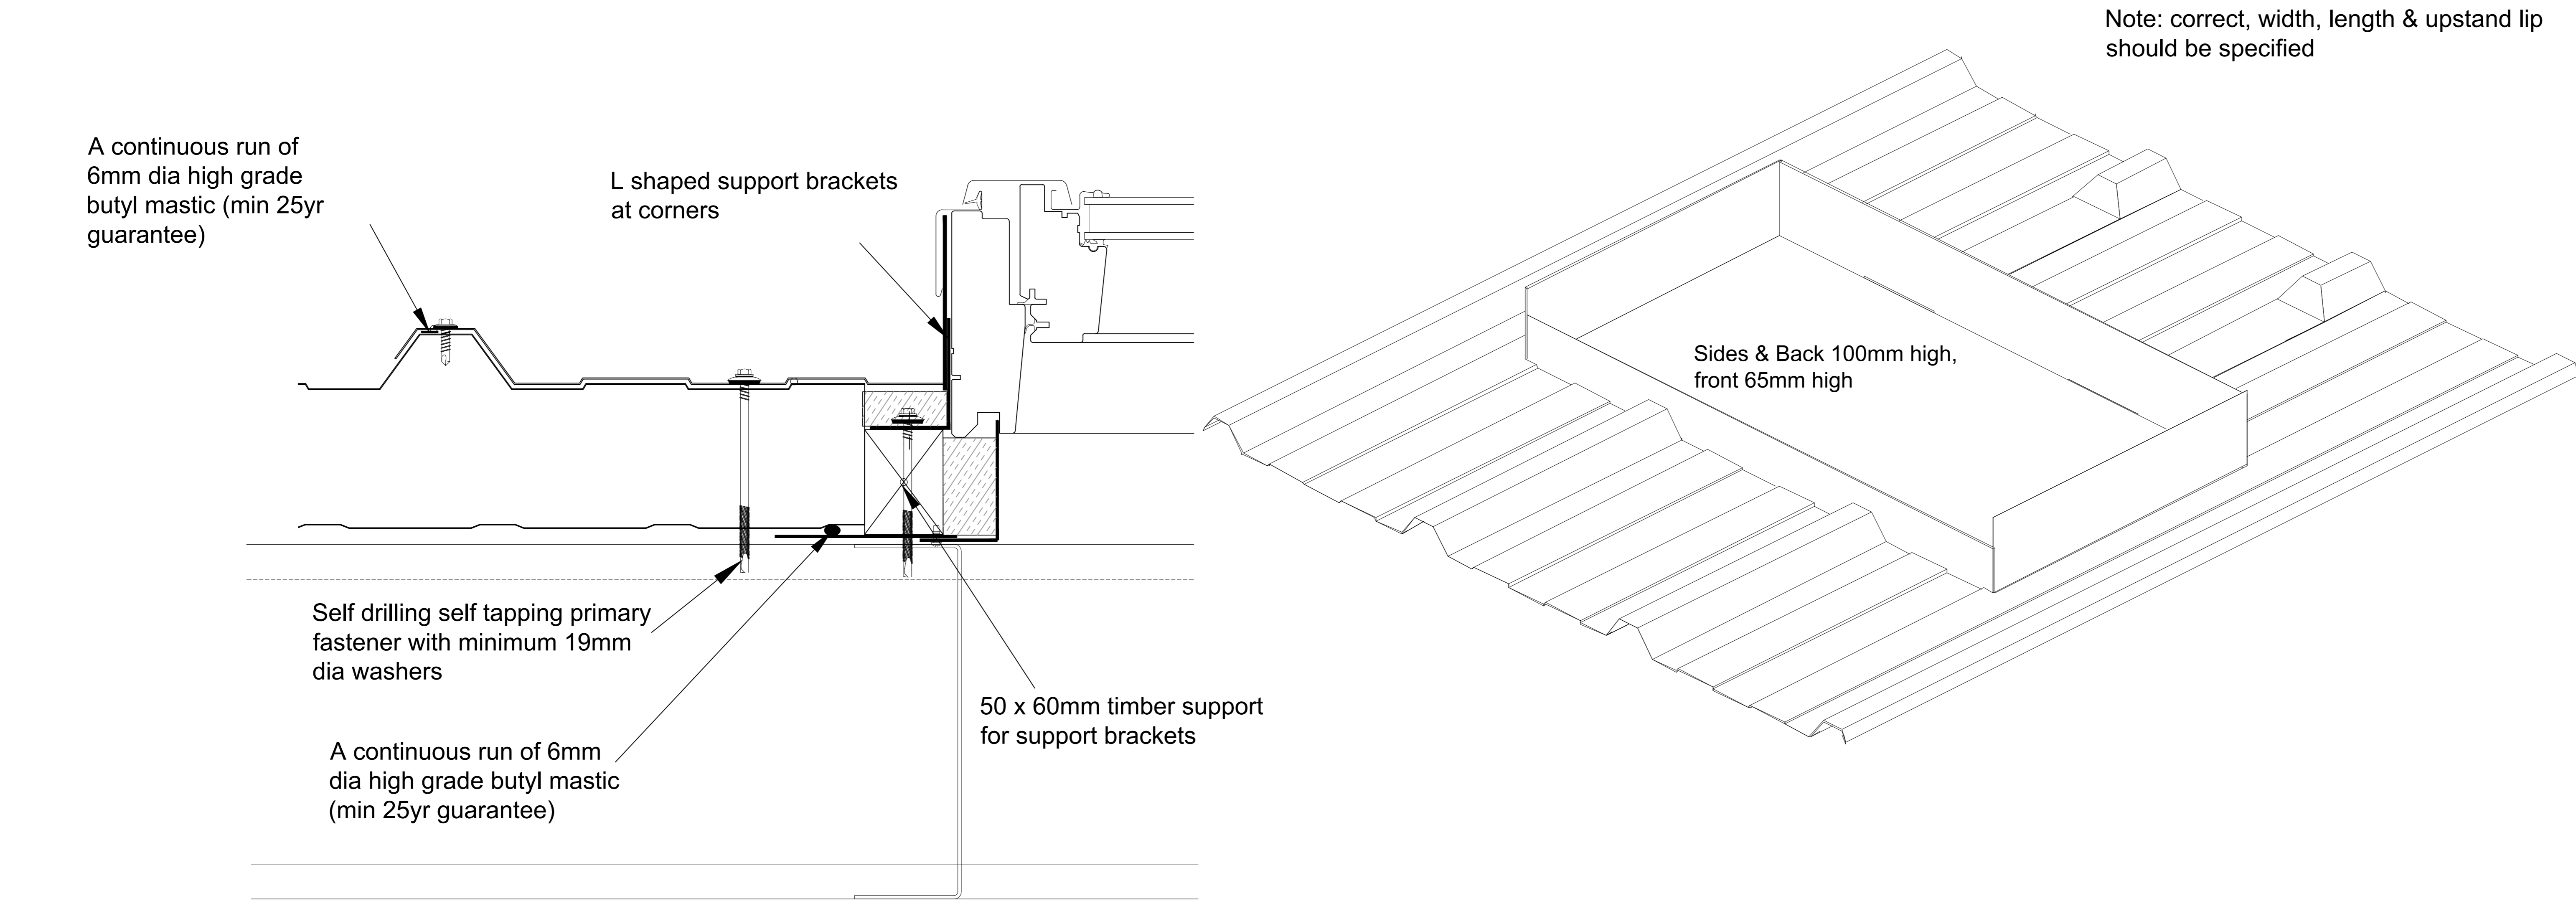 Note: correct, width, length & upstand lip
should be specified
A continuous run of
6mm dia high grade
butyl mastic (min 25yr
guarantee)
L shaped support brackets
at corners
Sides & Back 100mm high,
front 65mm high
Self drilling self tapping primary
fastener with minimum 19mm
dia washers
50 x 60mm timber support
for support brackets
A continuous run of 6mm
dia high grade butyl mastic
(min 25yr guarantee)